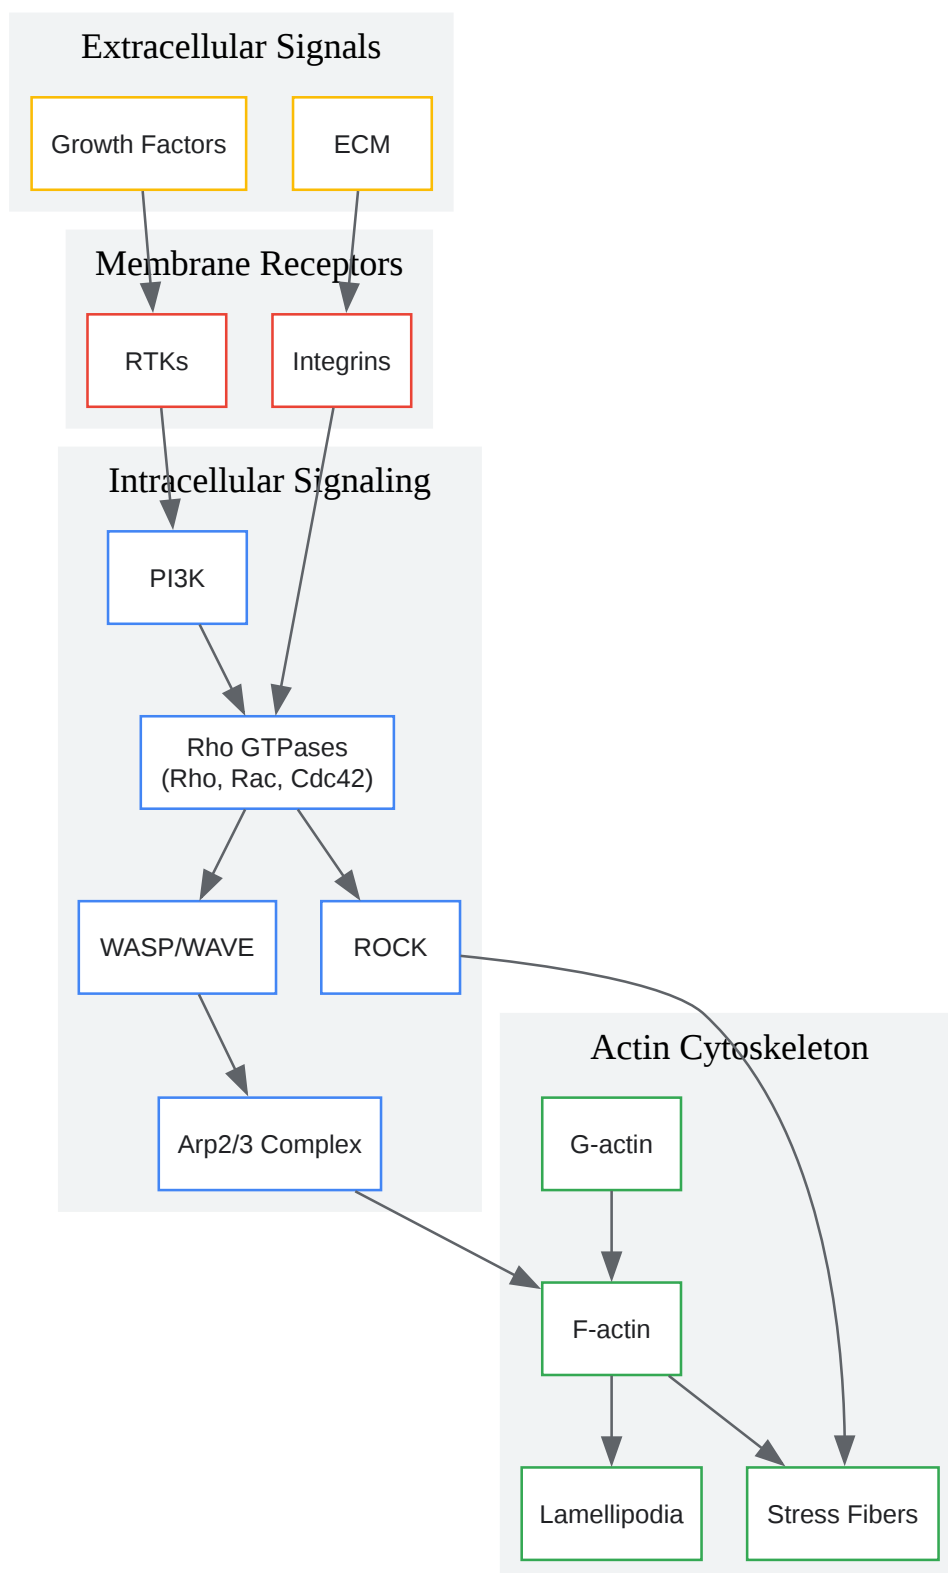 Extracellular Signals
Growth Factors
ECM
Membrane Receptors
RTKs
Integrins
Intracellular Signaling
PI3K
Rho GTPases
(Rho, Rac, Cdc42)
WASP/WAVE
ROCK
Arp2/3 Complex
Actin Cytoskeleton
G-actin
F-actin
Lamellipodia
Stress Fibers